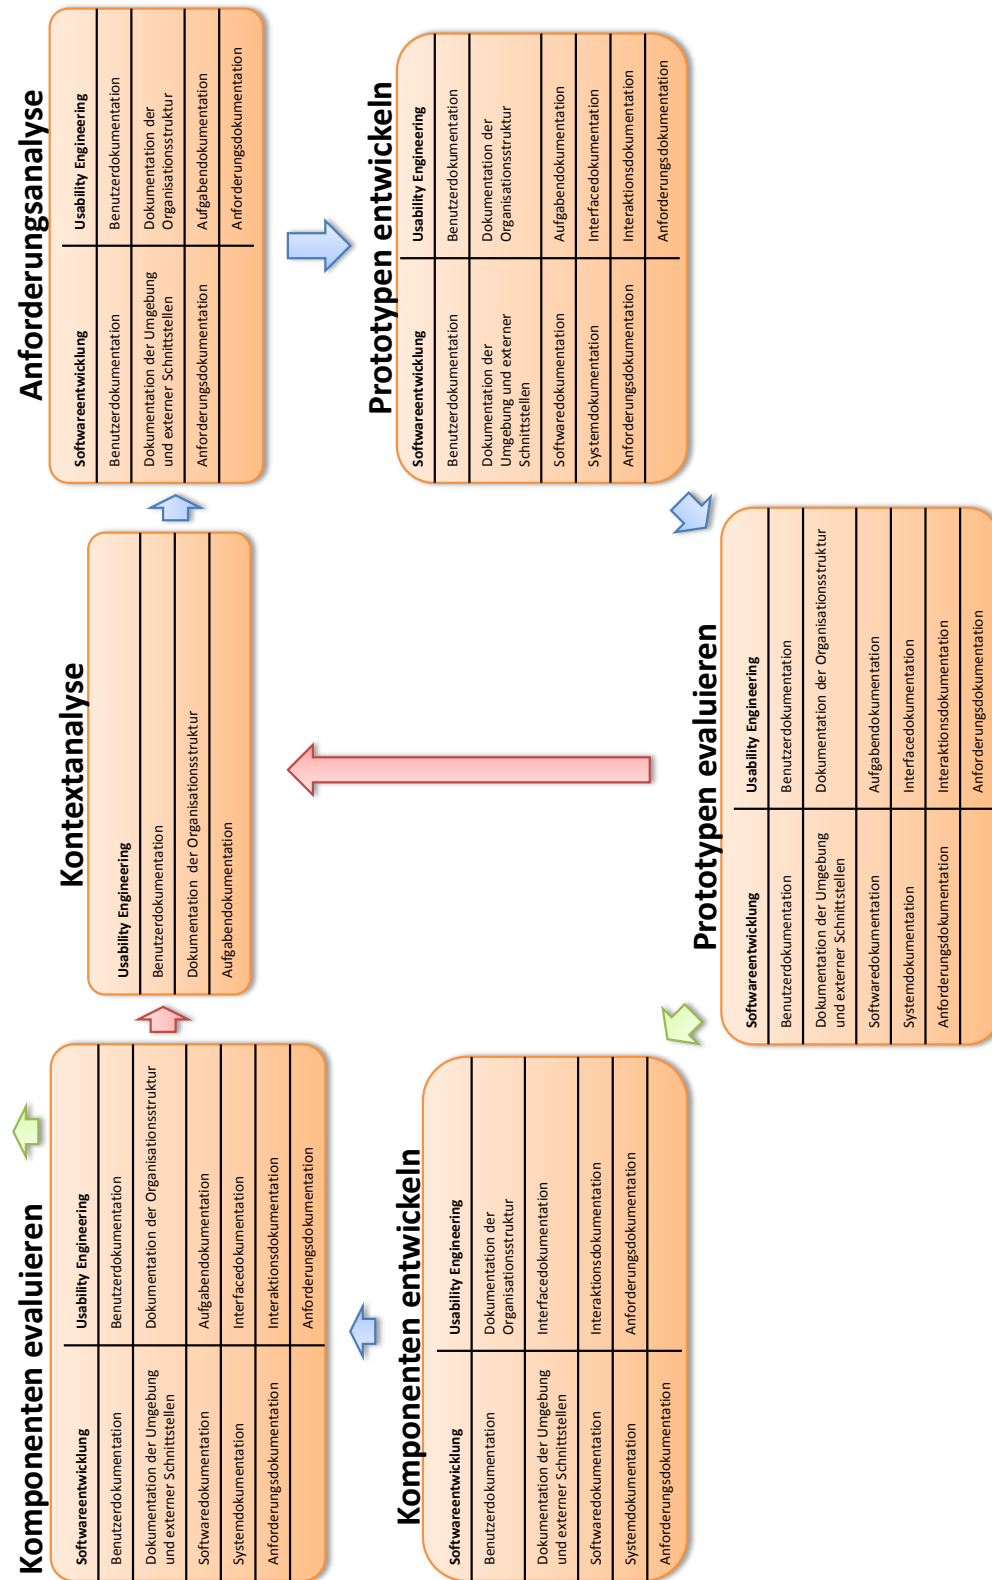 Komponenten evaluieren
Softwareentwicklung
Usability Engineering
Benutzerdokumentation
Benutzerdokumentation
Dokumentation der Umgebung
und externer Schnittstellen
Dokumentation der Organisationsstruktur
Softwaredokumentation
Aufgabendokumentation
Systemdokumentation
Interfacedokumentation
Anforderungsdokumentation
Interaktionsdokumentation
Anforderungsdokumentation
Kontextanalyse
Usability Engineering
Benutzerdokumentation
Dokumentation der Organisationsstruktur
Aufgabendokumentation
Anforderungsanalyse
Softwareentwicklung
Usability Engineering
Benutzerdokumentation
Benutzerdokumentation
Dokumentation der Umgebung
und externer Schnittstellen
Dokumentation der
Organisationsstruktur
Anforderungsdokumentation
Aufgabendokumentation
Anforderungsdokumentation
Komponenten entwickeln
Softwareentwicklung
Usability Engineering
Benutzerdokumentation
Dokumentation der
Organisationsstruktur
Dokumentation der Umgebung
und externer Schnittstellen
Interfacedokumentation
Softwaredokumentation
Interaktionsdokumentation
Systemdokumentation
Anforderungsdokumentation
Anforderungsdokumentation
Prototypen entwickeln
Softwareentwicklung
Usability Engineering
Benutzerdokumentation
Benutzerdokumentation
Dokumentation der
Umgebung und externer
Schnittstellen
Dokumentation der
Organisationsstruktur
Softwaredokumentation
Aufgabendokumentation
Systemdokumentation
Interfacedokumentation
Anforderungsdokumentation
Interaktionsdokumentation
Anforderungsdokumentation
Prototypen evaluieren
Softwareentwicklung
Usability Engineering
Benutzerdokumentation
Benutzerdokumentation
Dokumentation der Umgebung
und externer Schnittstellen
Dokumentation der Organisationsstruktur
Softwaredokumentation
Aufgabendokumentation
Systemdokumentation
Interfacedokumentation
Anforderungsdokumentation
Interaktionsdokumentation
Anforderungsdokumentation